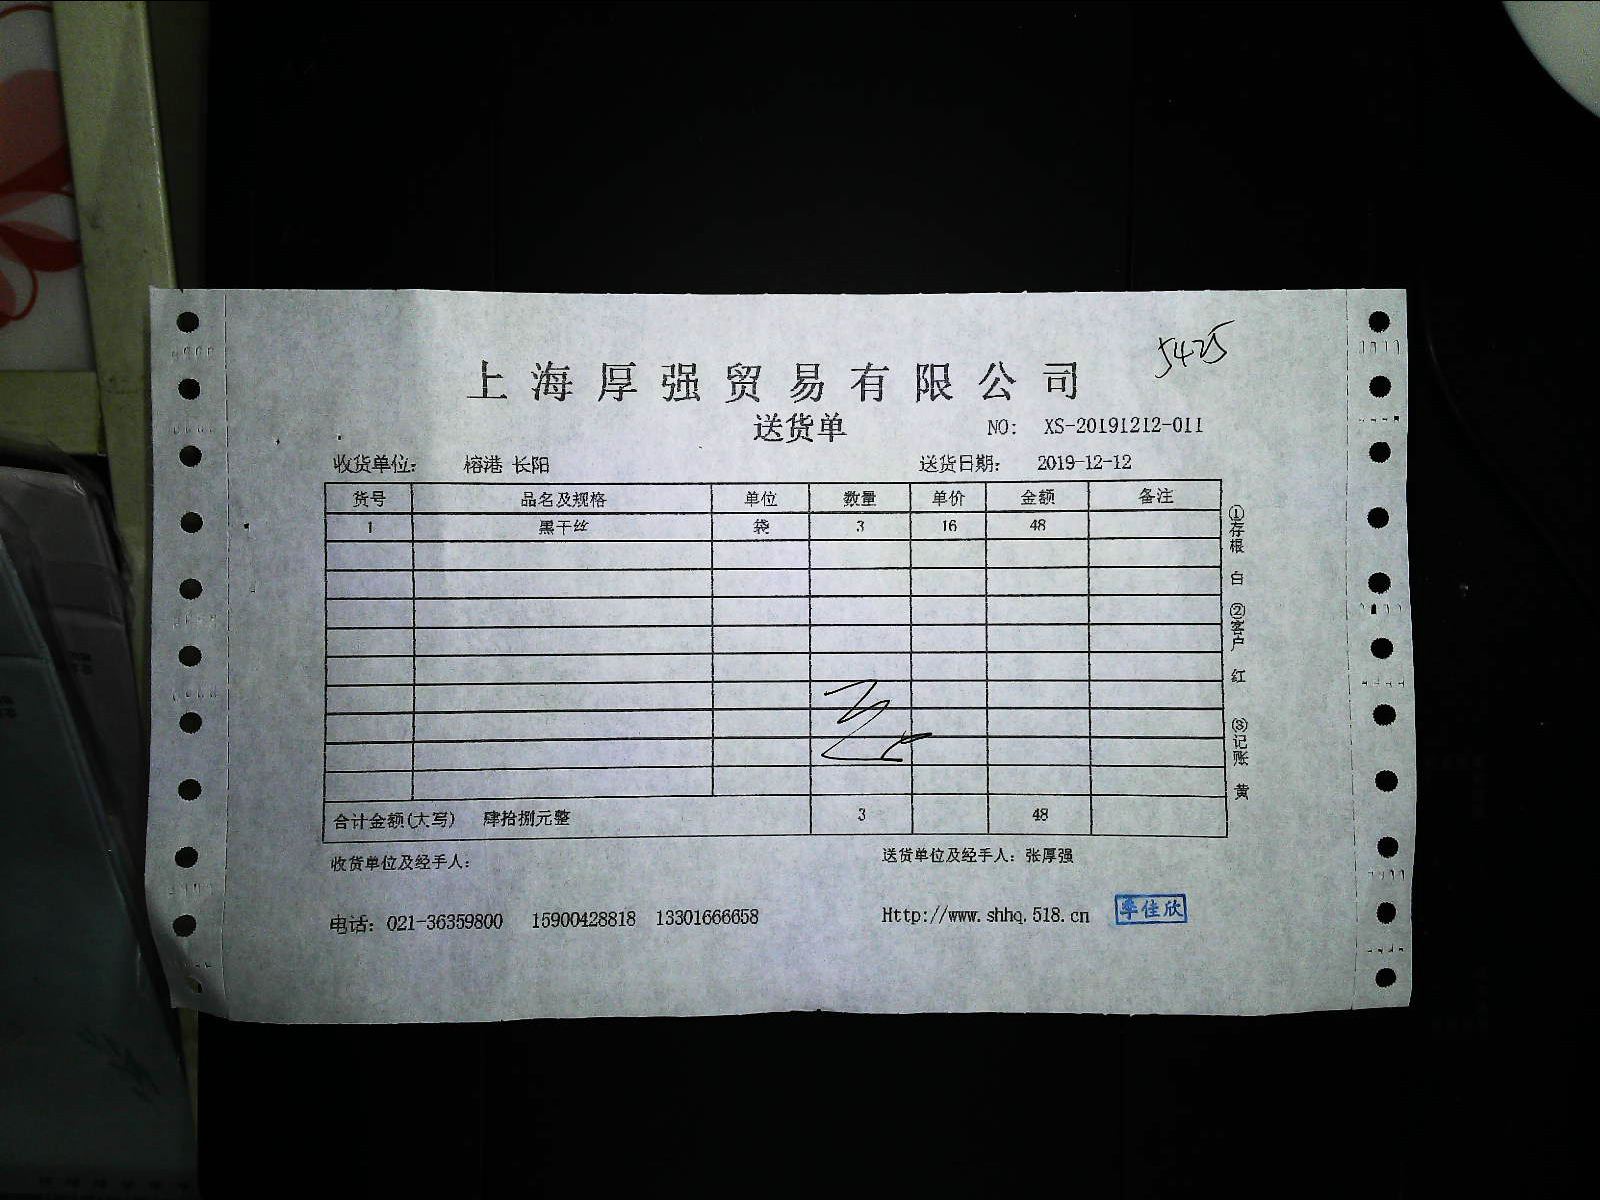 5425
上海厚强贸易有限公司
送货单
NO: XS-20191212-011
收货单位: 榕港 长阳 送货日期: 2019-12-12
货号 品名及规格 单位 数量 单价 金额 备注
1 黑干丝 袋 3 16 48
合计金额(大写) 肆拾捌元整 3 48
收货单位及经手人: 送货单位及经手人: 张厚强
电话: 021-36359800 15900428818 13301666658 Http://www.shhq.518.cn
季佳欣
①存根 白 ②客户 红 ③记账 黄